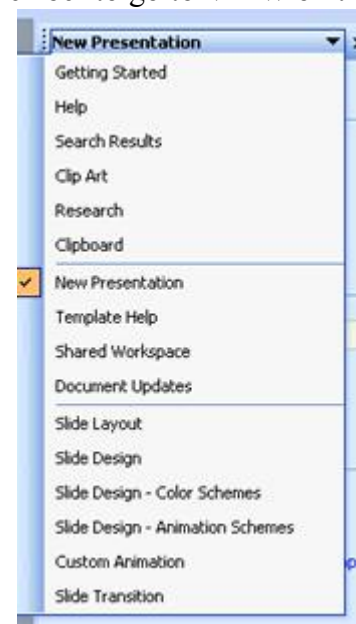 New Presentation
Getting Started
Help
Search Results
Clip Art
Research
Clipboard
New Presentation
Template Help
Shared Workspace
Document Updates
Slide Layout
Slide Design
Slide Design - Color Schemes
Slide Design - Animation Schemes
Custom Animation
Slide Transition